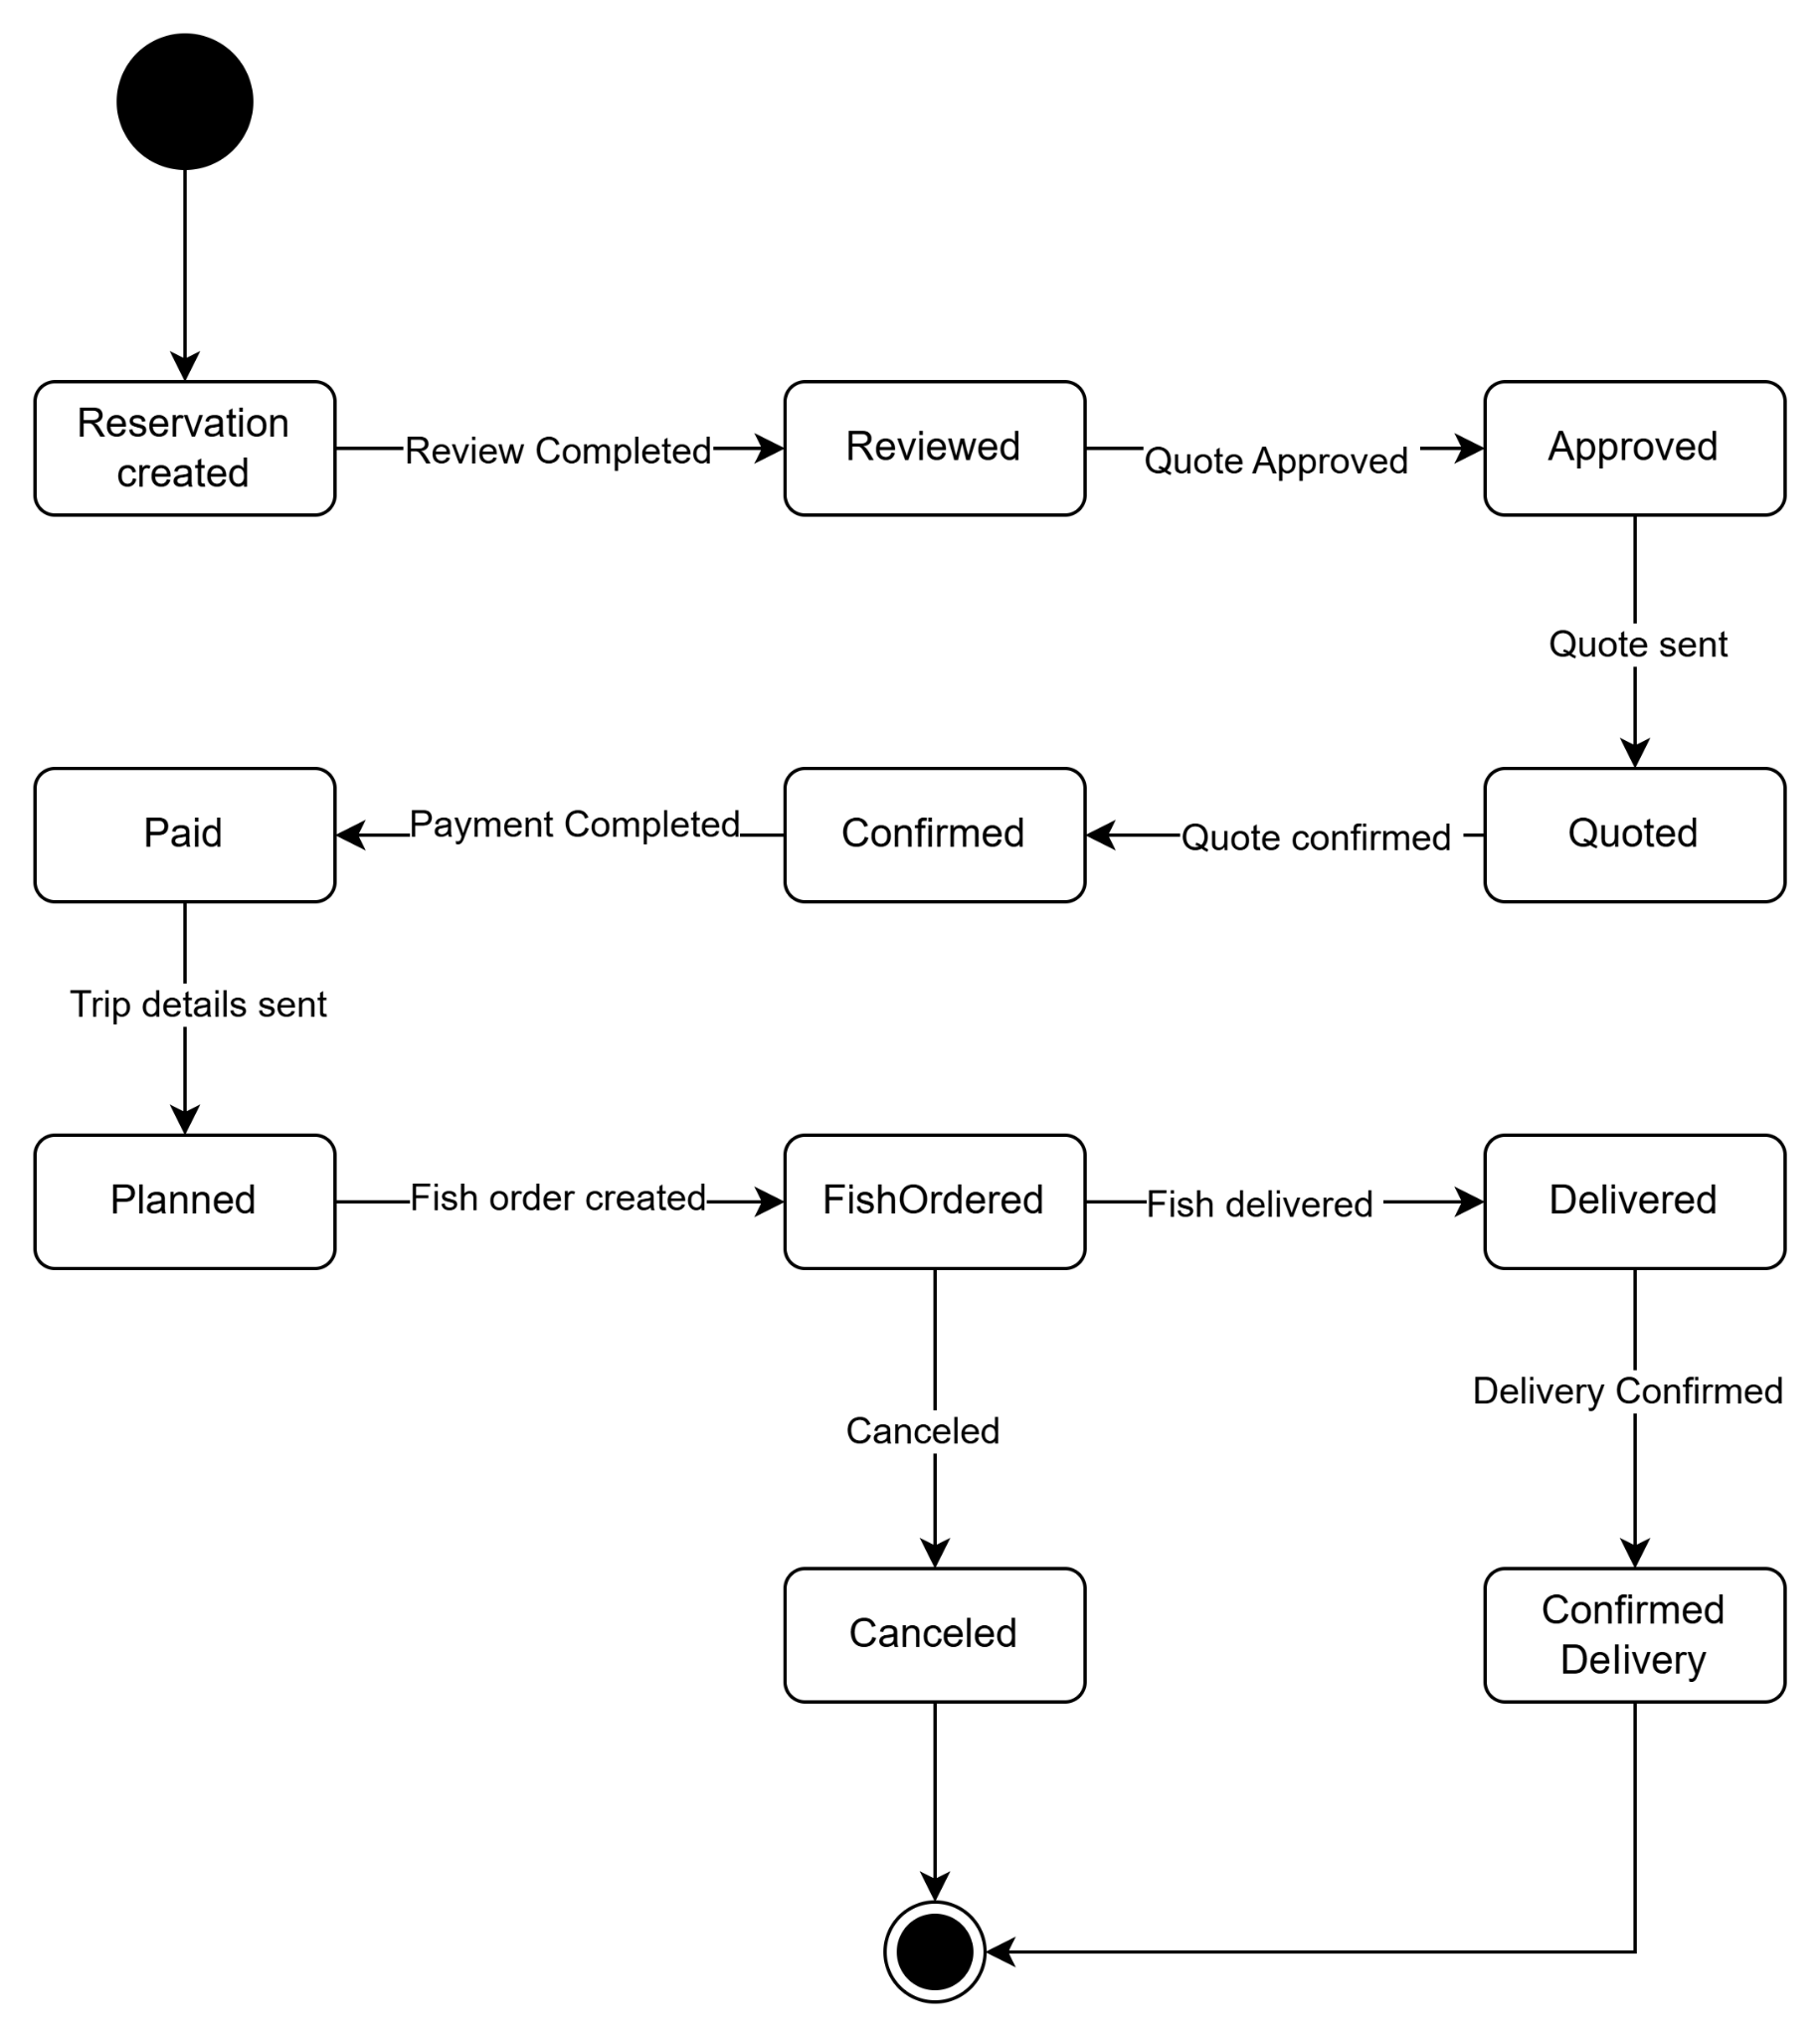 Reservation
created
Review Completed
Reviewed
Quote Approved
Approved
Quote sent
Paid
Payment Completed
Confirmed
Quote confirmed
Quoted
Trip details sent
Planned
Fish order created
FishOrdered
Fish delivered
Delivered
Delivery Confirmed
Canceled
Canceled
Confirmed
Delivery